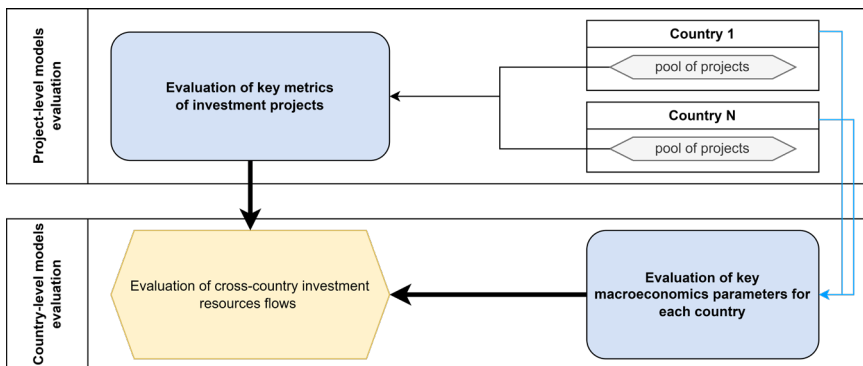 Project-level models
evaluation
Evaluation of key metrics
of investment projects
Country 1
pool of projects
Country N
pool of projects
Country-level models
evaluation
Evaluation of cross-country investment
resources flows
Evaluation of key
macroeconomics parameters for
each country